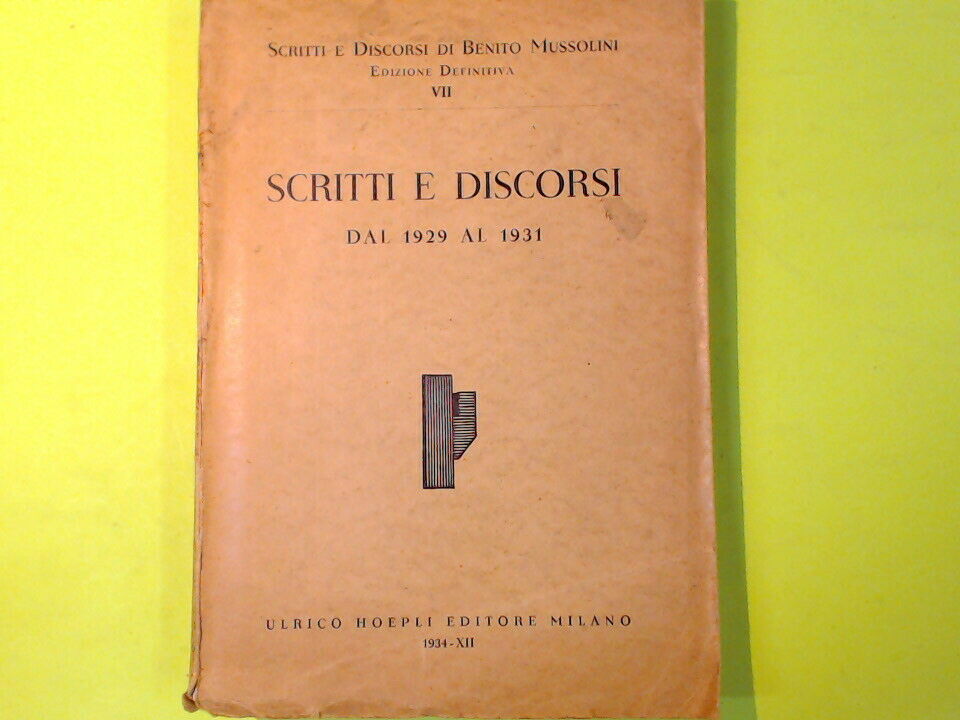 Scritti e Discorsi di Benito Mussolini
Edizione Definitiva
VII
SCRITTI E DISCORSI
DAL 1929 AL 1931
ULRICO HOEPLI EDITORE MILANO
1934-XII